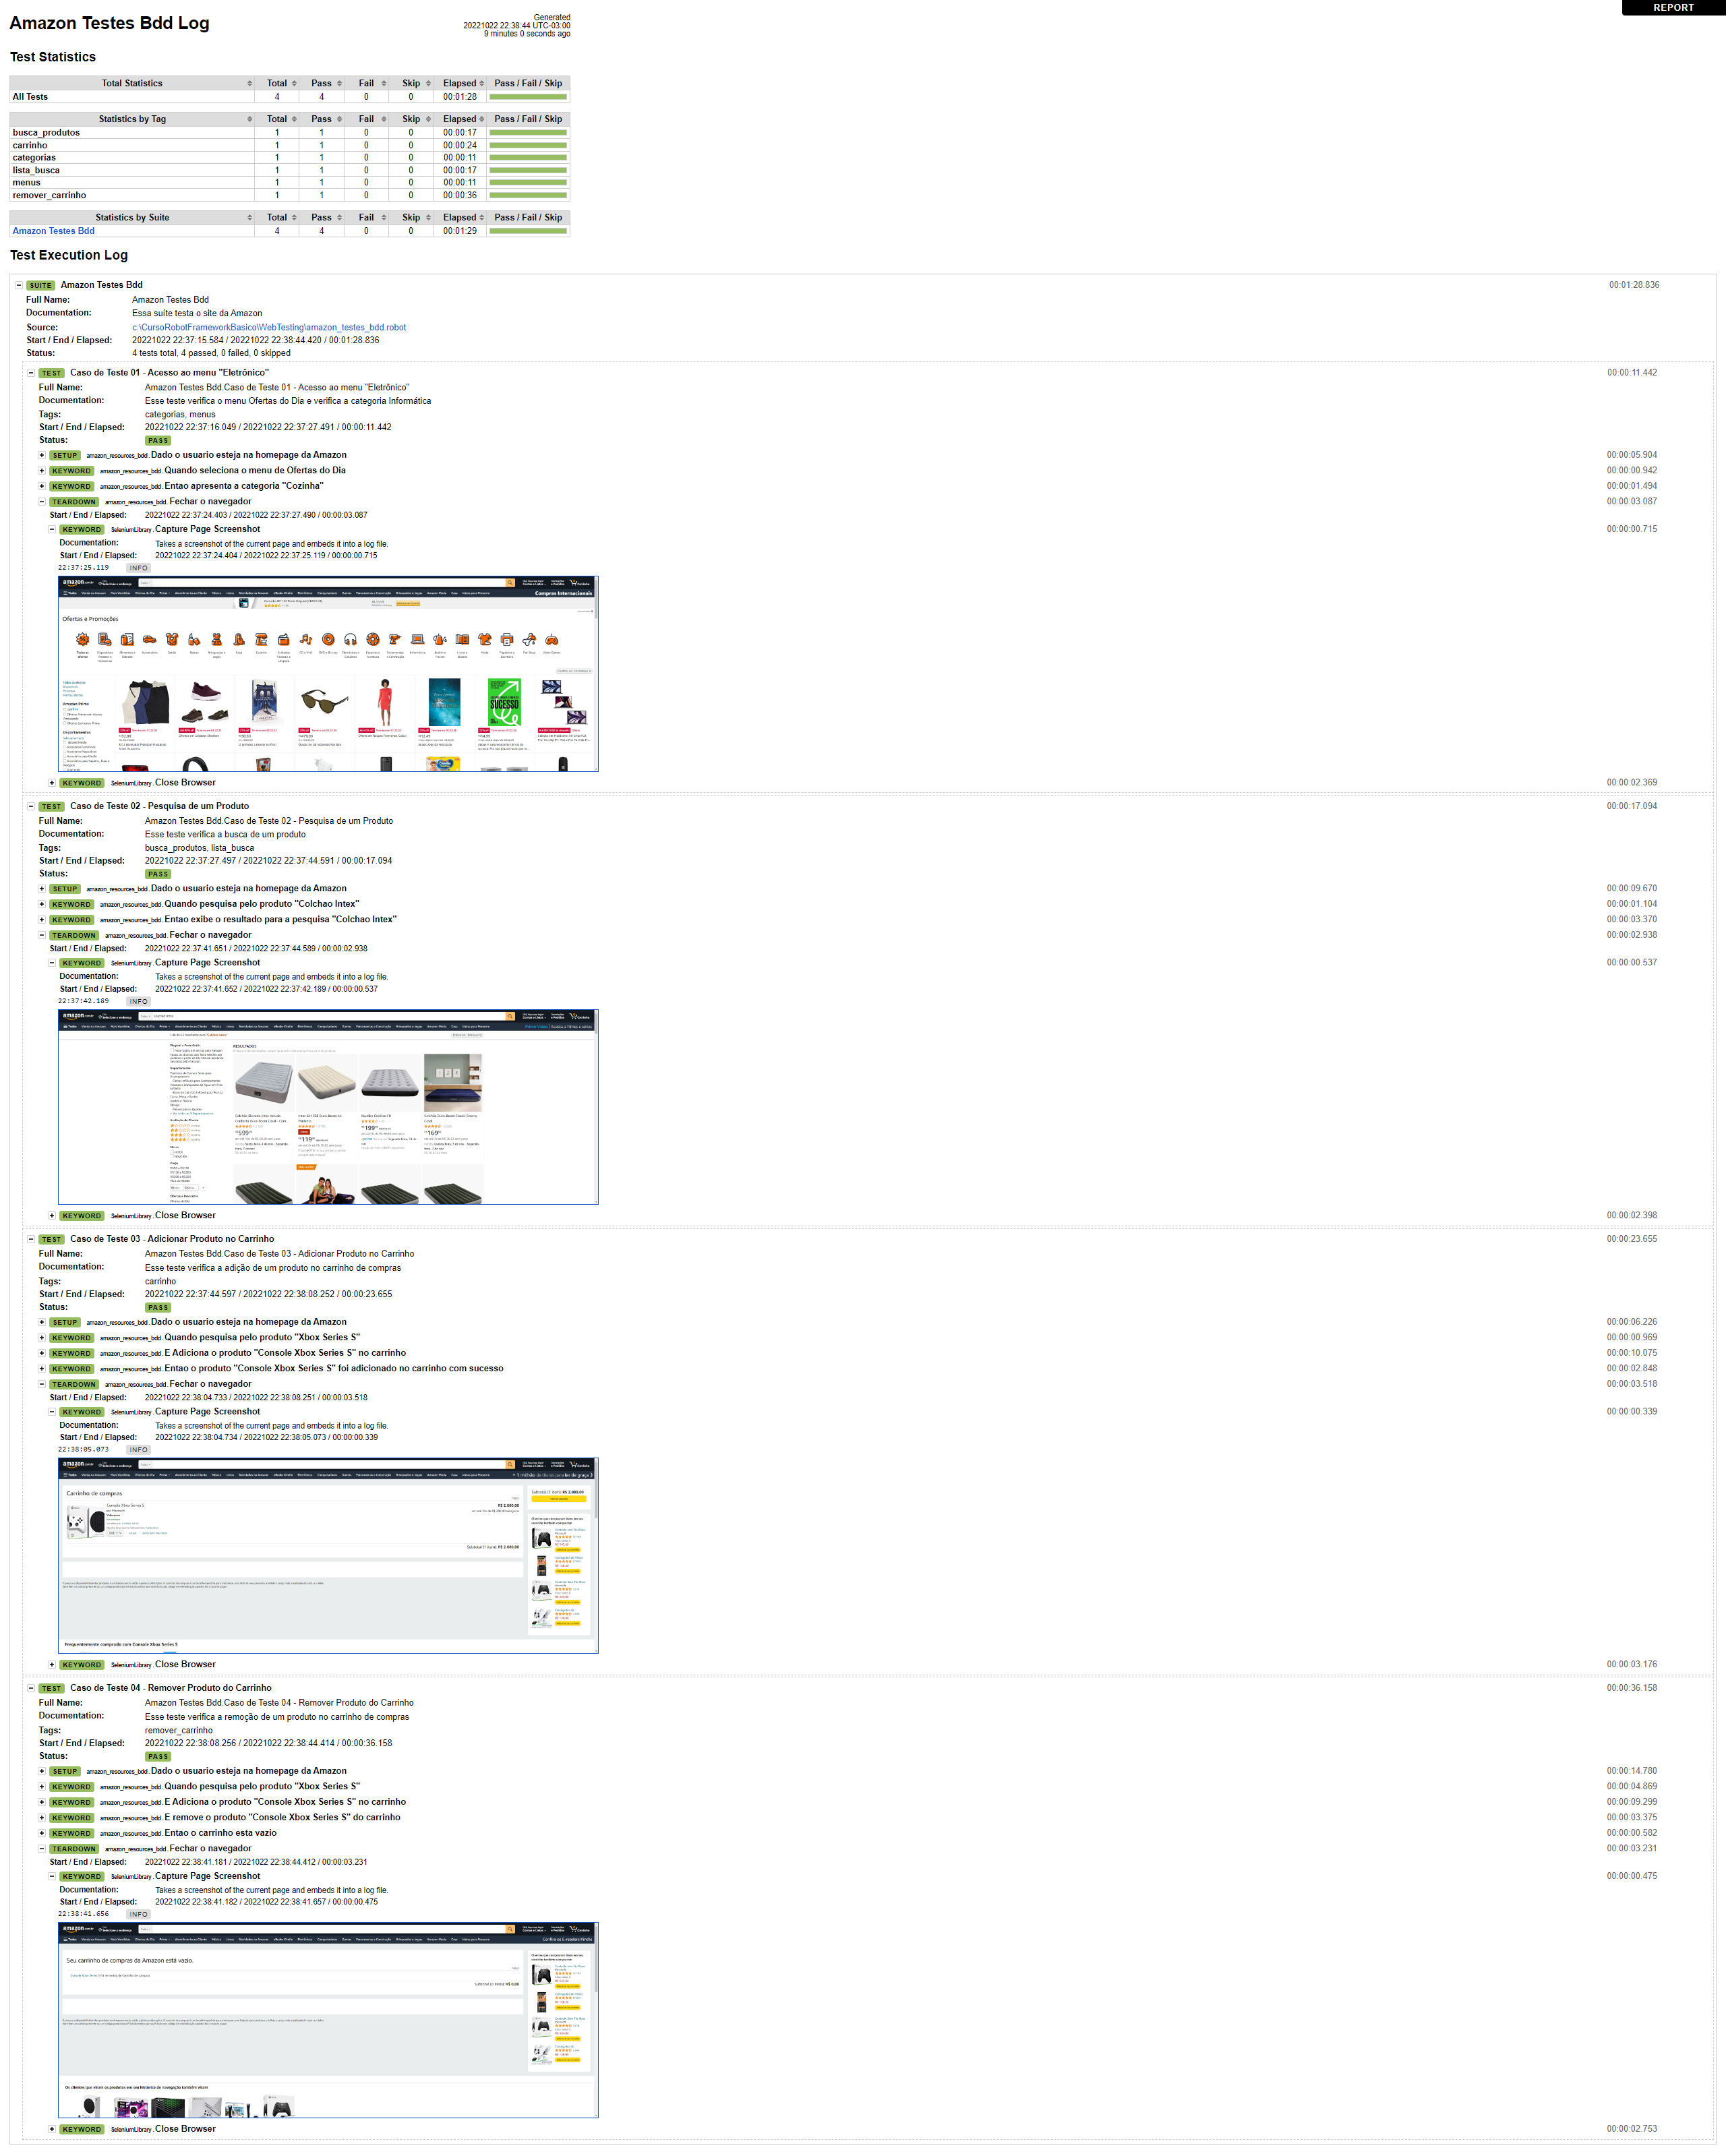 REPORT
Amazon Testes Bdd Log
Generated
20221022 22:38:44 UTC-03:00
9 minutes 0 seconds ago
Test Statistics
Total Statistics Total Pass Fail Skip Elapsed Pass / Fail / Skip
All Tests 4 4 0 0 00:01:28
Statistics by Tag Total Pass Fail Skip Elapsed Pass / Fail / Skip
busca_produtos 1 1 0 0 00:00:17
carrinho 1 1 0 0 00:00:24
categorias 1 1 0 0 00:00:11
lista_busca 1 1 0 0 00:00:17
menus 1 1 0 0 00:00:11
remover_carrinho 1 1 0 0 00:00:36
Statistics by Suite Total Pass Fail Skip Elapsed Pass / Fail / Skip
Amazon Testes Bdd 4 4 0 0 00:01:29
Test Execution Log
SUITE Amazon Testes Bdd 00:01:28.836
Full Name: Amazon Testes Bdd
Documentation: Essa suíte testa o site da Amazon
Source: c:\CursoRobotFrameworkBasico\WebTesting\amazon_testes_bdd.robot
Start / End / Elapsed: 20221022 22:37:15.584 / 20221022 22:38:44.420 / 00:01:28.836
Status: 4 tests total, 4 passed, 0 failed, 0 skipped
TEST Caso de Teste 01 - Acesso ao menu "Eletrônico" 00:00:11.442
Full Name: Amazon Testes Bdd.Caso de Teste 01 - Acesso ao menu "Eletrônico"
Documentation: Esse teste verifica o menu Ofertas do Dia e verifica a categoria Informática
Tags: categorias, menus
Start / End / Elapsed: 20221022 22:37:16.049 / 20221022 22:37:27.491 / 00:00:11.442
Status: PASS
SETUP amazon_resources_bdd.Dado o usuario esteja na homepage da Amazon 00:00:05.904
KEYWORD amazon_resources_bdd.Quando seleciona o menu de Ofertas do Dia 00:00:00.942
KEYWORD amazon_resources_bdd.Entao apresenta a categoria "Cozinha" 00:00:01.494
TEARDOWN amazon_resources_bdd.Fechar o navegador 00:00:03.087
Start / End / Elapsed: 20221022 22:37:24.403 / 20221022 22:37:27.490 / 00:00:03.087
KEYWORD SeleniumLibrary.Capture Page Screenshot 00:00:00.715
Documentation: Takes a screenshot of the current page and embeds it into a log file.
Start / End / Elapsed: 20221022 22:37:24.404 / 20221022 22:37:25.119 / 00:00:00.715
22:37:25.119 INFO
Compras Internacionais
Ofertas e Promoções
SUCESSO
KEYWORD SeleniumLibrary.Close Browser 00:00:02.369
TEST Caso de Teste 02 - Pesquisa de um Produto 00:00:17.094
Full Name: Amazon Testes Bdd.Caso de Teste 02 - Pesquisa de um Produto
Documentation: Esse teste verifica a busca de um produto
Tags: busca_produtos, lista_busca
Start / End / Elapsed: 20221022 22:37:27.497 / 20221022 22:37:44.591 / 00:00:17.094
Status: PASS
SETUP amazon_resources_bdd.Dado o usuario esteja na homepage da Amazon 00:00:09.670
KEYWORD amazon_resources_bdd.Quando pesquisa pelo produto "Colchao Intex" 00:00:01.104
KEYWORD amazon_resources_bdd.Entao exibe o resultado para a pesquisa "Colchao Intex" 00:00:03.370
TEARDOWN amazon_resources_bdd.Fechar o navegador 00:00:02.938
Start / End / Elapsed: 20221022 22:37:41.651 / 20221022 22:37:44.589 / 00:00:02.938
KEYWORD SeleniumLibrary.Capture Page Screenshot 00:00:00.537
Documentation: Takes a screenshot of the current page and embeds it into a log file.
Start / End / Elapsed: 20221022 22:37:41.652 / 20221022 22:37:42.189 / 00:00:00.537
22:37:42.189 INFO
RESULTADOS
KEYWORD SeleniumLibrary.Close Browser 00:00:02.398
TEST Caso de Teste 03 - Adicionar Produto no Carrinho 00:00:23.655
Full Name: Amazon Testes Bdd.Caso de Teste 03 - Adicionar Produto no Carrinho
Documentation: Esse teste verifica a adição de um produto no carrinho de compras
Tags: carrinho
Start / End / Elapsed: 20221022 22:37:44.597 / 20221022 22:38:08.252 / 00:00:23.655
Status: PASS
SETUP amazon_resources_bdd.Dado o usuario esteja na homepage da Amazon 00:00:06.226
KEYWORD amazon_resources_bdd.Quando pesquisa pelo produto "Xbox Series S" 00:00:00.969
KEYWORD amazon_resources_bdd.E Adiciona o produto "Console Xbox Series S" no carrinho 00:00:10.075
KEYWORD amazon_resources_bdd.Entao o produto "Console Xbox Series S" foi adicionado no carrinho com sucesso 00:00:02.848
TEARDOWN amazon_resources_bdd.Fechar o navegador 00:00:03.518
Start / End / Elapsed: 20221022 22:38:04.733 / 20221022 22:38:08.251 / 00:00:03.518
KEYWORD SeleniumLibrary.Capture Page Screenshot 00:00:00.339
Documentation: Takes a screenshot of the current page and embeds it into a log file.
Start / End / Elapsed: 20221022 22:38:04.734 / 20221022 22:38:05.073 / 00:00:00.339
22:38:05.073 INFO
Carrinho de compras
Console Xbox Series S
Frequentemente comprado com Console Xbox Series S
KEYWORD SeleniumLibrary.Close Browser 00:00:03.176
TEST Caso de Teste 04 - Remover Produto do Carrinho 00:00:36.158
Full Name: Amazon Testes Bdd.Caso de Teste 04 - Remover Produto do Carrinho
Documentation: Esse teste verifica a remoção de um produto no carrinho de compras
Tags: remover_carrinho
Start / End / Elapsed: 20221022 22:38:08.256 / 20221022 22:38:44.414 / 00:00:36.158
Status: PASS
SETUP amazon_resources_bdd.Dado o usuario esteja na homepage da Amazon 00:00:14.780
KEYWORD amazon_resources_bdd.Quando pesquisa pelo produto "Xbox Series S" 00:00:04.869
KEYWORD amazon_resources_bdd.E Adiciona o produto "Console Xbox Series S" no carrinho 00:00:09.299
KEYWORD amazon_resources_bdd.E remove o produto "Console Xbox Series S" do carrinho 00:00:03.375
KEYWORD amazon_resources_bdd.Entao o carrinho esta vazio 00:00:00.582
TEARDOWN amazon_resources_bdd.Fechar o navegador 00:00:03.231
Start / End / Elapsed: 20221022 22:38:41.181 / 20221022 22:38:44.412 / 00:00:03.231
KEYWORD SeleniumLibrary.Capture Page Screenshot 00:00:00.475
Documentation: Takes a screenshot of the current page and embeds it into a log file.
Start / End / Elapsed: 20221022 22:38:41.182 / 20221022 22:38:41.657 / 00:00:00.475
22:38:41.656 INFO
Seu carrinho de compras da Amazon está vazio.
Os clientes que viram os produtos em seu histórico de navegação também viram
KEYWORD SeleniumLibrary.Close Browser 00:00:02.753